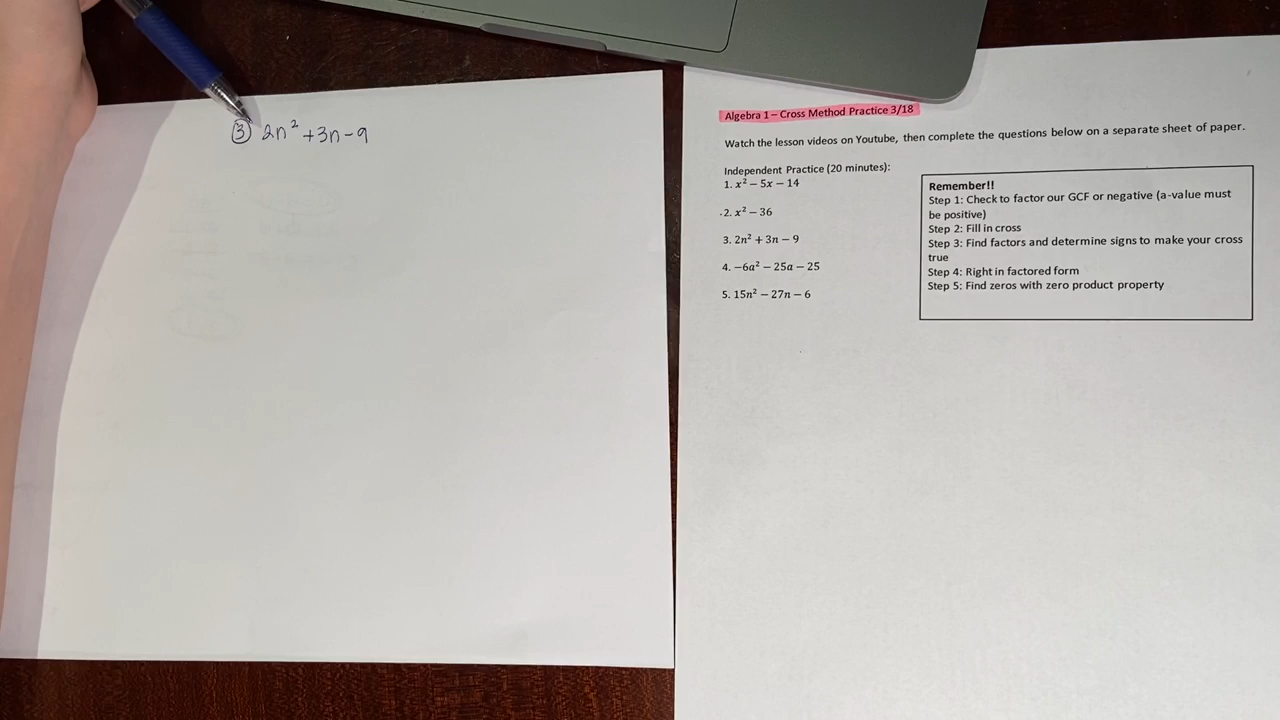 ③ 2n² +3n-9
Algebra 1 – Cross Method Practice 3/18
Watch the lesson videos on Youtube, then complete the questions below on a separate sheet of paper.
Independent Practice (20 minutes):
1. x² − 5x − 14
2. x² − 36
3. 2n² + 3n − 9
4. −6a² − 25a − 25
5. 15n² − 27n − 6
Remember!!
Step 1: Check to factor our GCF or negative (a-value must
be positive)
Step 2: Fill in cross
Step 3: Find factors and determine signs to make your cross
true
Step 4: Right in factored form
Step 5: Find zeros with zero product property